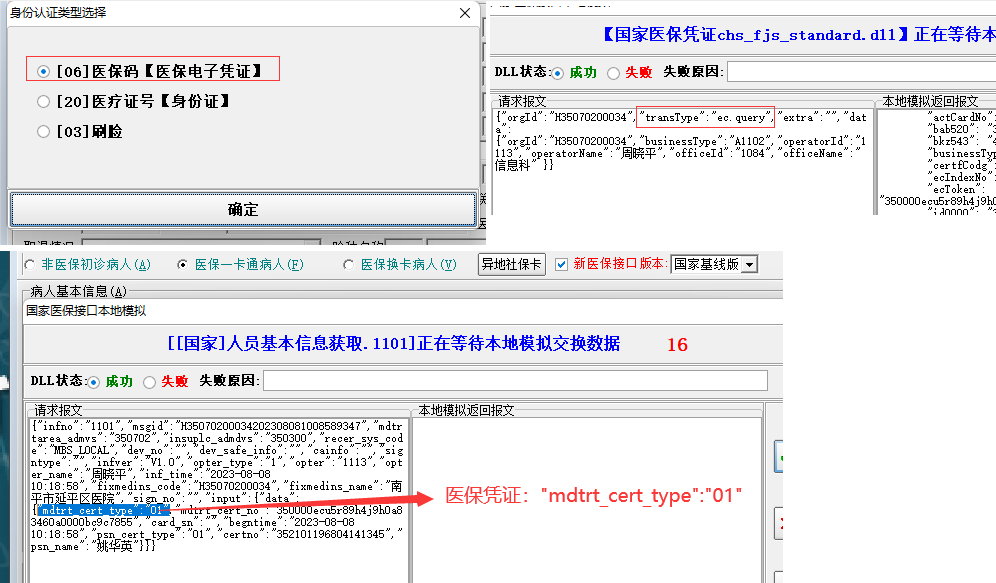 身份认证类型选择
[06]医保码【医保电子凭证】
[20]医疗证号【身份证】
[03]刷脸
确定
【国家医保凭证chs_fjs_standard.dll】正在等待本
DLL状态: 成功 失败 失败原因:
请求报文
{"orgId":"H35070200034","transType":"ec.query","extra":"","dat
a":
{"orgId":"H35070200034","businessType":"A1102","operatorId":"1
113","operatorName":"周晓平","officeId":"1084","officeName":"
信息科" }}
本地模拟返回报文
"actCardNo"
"bab520": "3
"bkz543": "4
"businessTyp
"certfCodg":
"ecIndexNo":
"ecToken":
"350000ecu5r89h4j9h0
"id0000": "3
非医保初诊病人(A) 医保一卡通病人(F) 医保换卡病人(V) 异地社保卡 新医保接口版本: 国家基线版
病人基本信息(A)
国家医保接口本地模拟
[[国家]人员基本信息获取.1101]正在等待本地模拟交换数据 16
DLL状态: 成功 失败 失败原因:
请求报文
{"infno":"1101","msgid":"H35070200034202308081008589347","mdtr
tarea_admvs":"350702","insuplc_admdvs":"350300","recer_sys_cod
e":"MBS_LOCAL","dev_no":"","dev_safe_info":"","cainfo":"","sig
ntype":"","infver":"V1.0","opter_type":"1","opter":"1113","opt
er_name":"周晓平","inf_time":"2023-08-08
10:18:58","fixmedins_code":"H35070200034","fixmedins_name":"南
平市延平区医院","sign_no":"","input":{"data":
{"mdtrt_cert_type":"01","mdtrt_cert_no":"350000ecu5r89h4j9h0a8
3460a0000bc9c7855","card_sn":"","begntime":"2023-08-08
10:18:58","psn_cert_type":"01","certno":"352101196804141345","
psn_name":"姚华英"}}}
本地模拟返回报文
医保凭证："mdtrt_cert_type":"01"